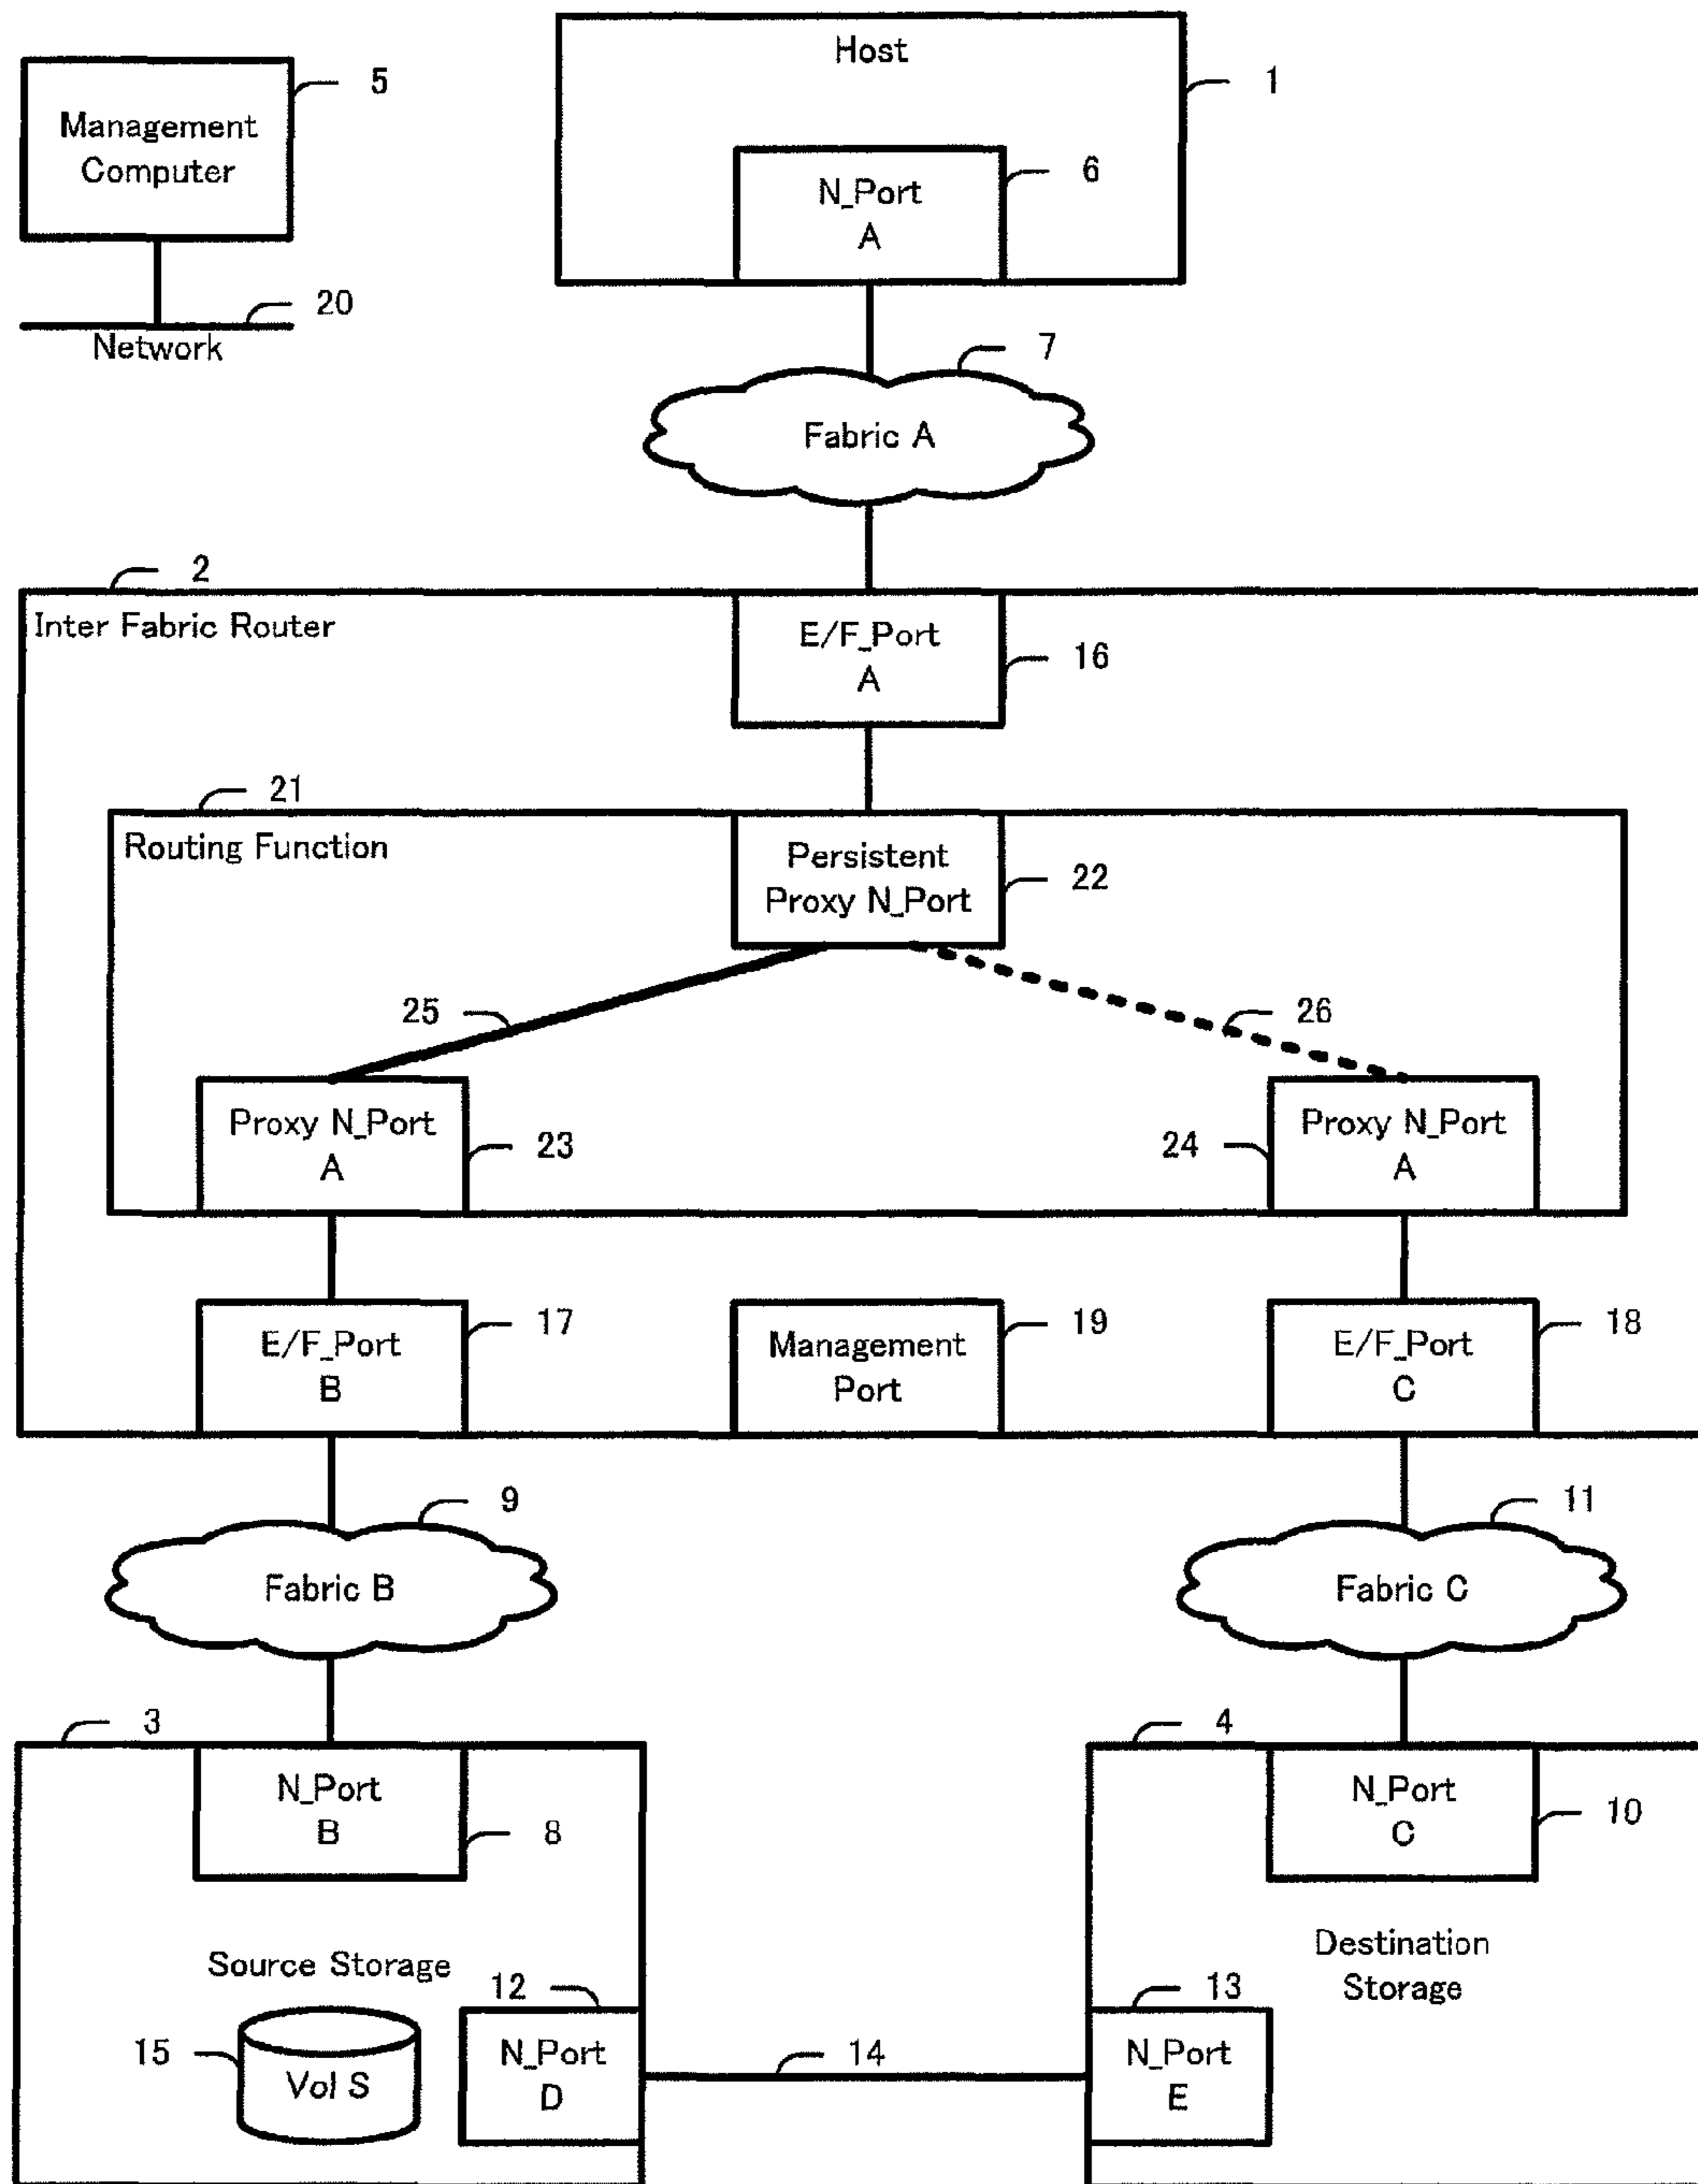 Host
5
1
Management
Computer
6
N_Port
A
20
Network
7
Fabric A
2
Inter Fabric Router
E/F_Port
A
16
21
Routing Function
Persistent
Proxy N_Port
22
25
26
Proxy N_Port
A
23
24
Proxy N_Port
A
E/F_Port
B
17
Management
Port
19
E/F_Port
C
18
9
11
Fabric B
Fabric C
3
4
N_Port
B
8
N_Port
C
10
Source Storage
Destination
Storage
12
13
15
Vol S
N_Port
D
14
N_Port
E